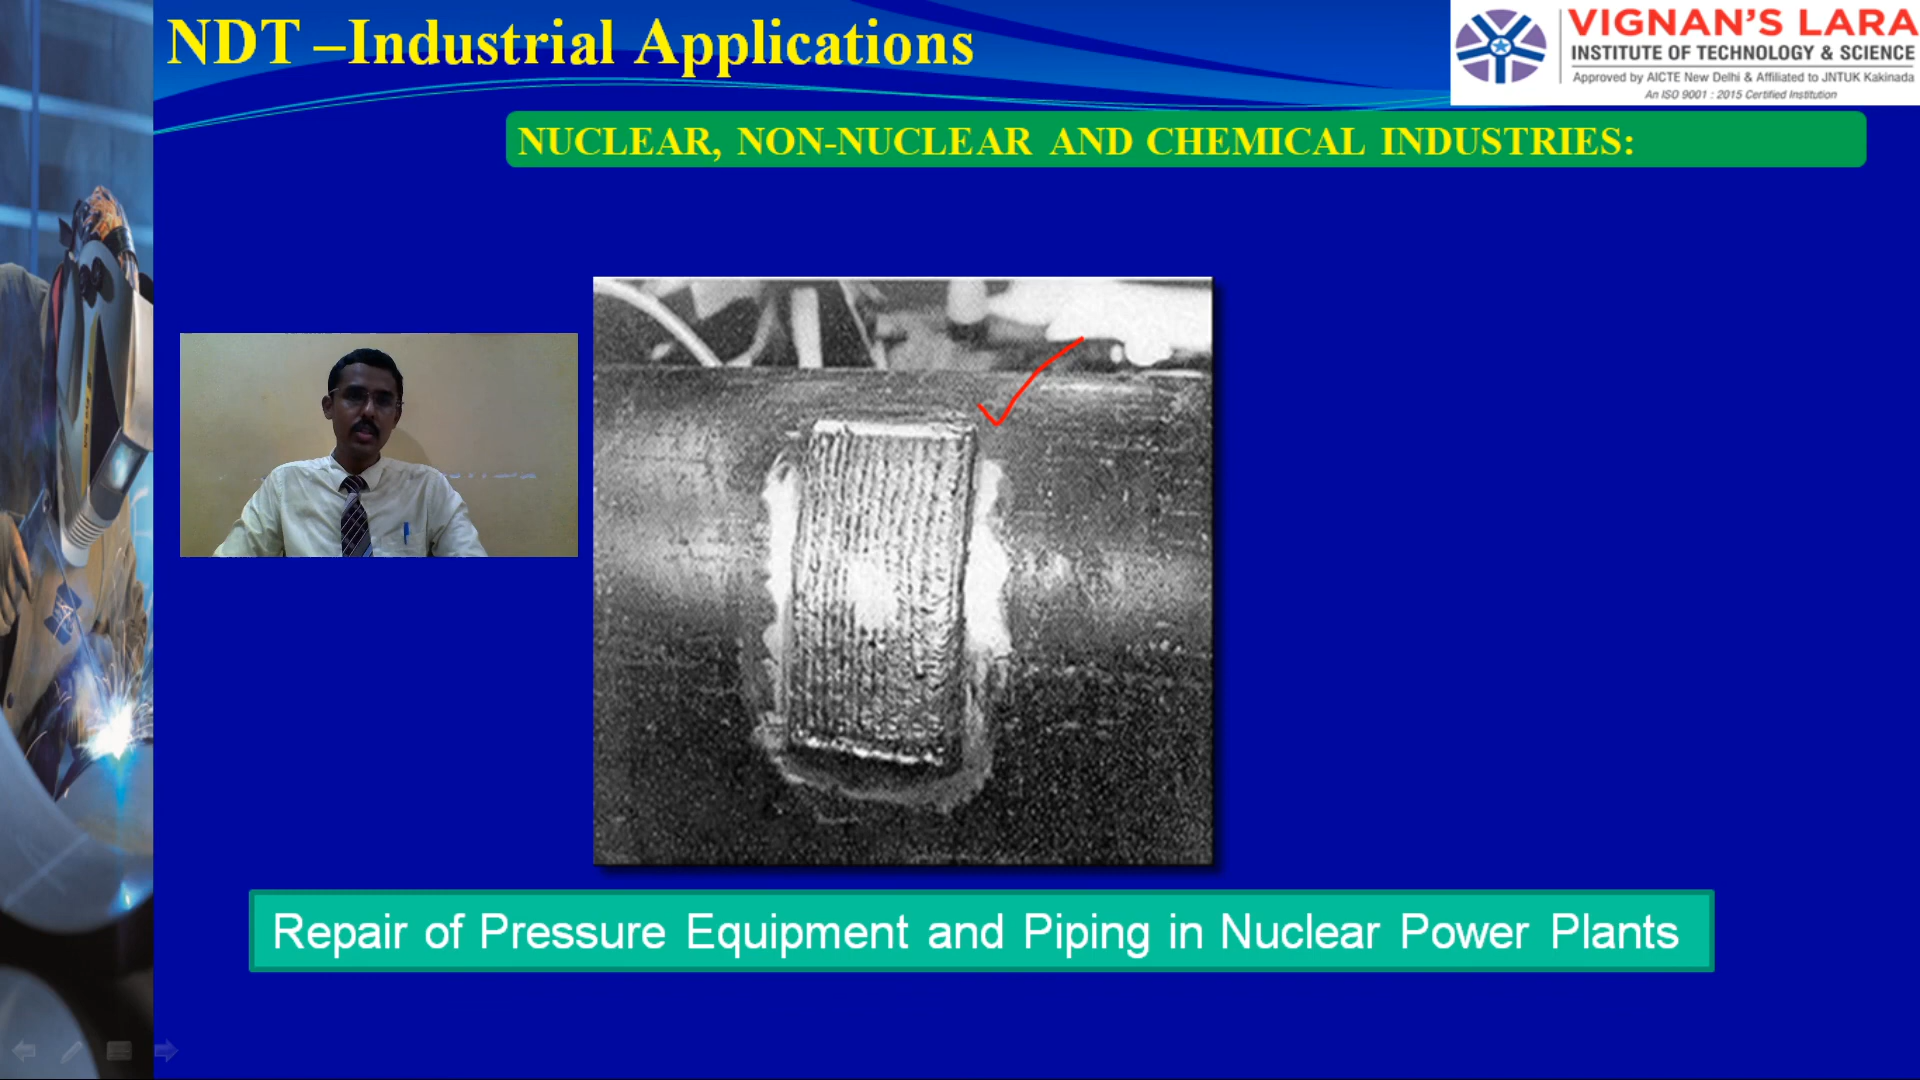 NDT –Industrial Applications
VIGNAN'S LARA
INSTITUTE OF TECHNOLOGY & SCIENCE
Approved by AICTE New Delhi & Affiliated to JNTUK Kakinada
An ISO 9001 : 2015 Certified Institution
NUCLEAR, NON-NUCLEAR AND CHEMICAL INDUSTRIES:
Repair of Pressure Equipment and Piping in Nuclear Power Plants